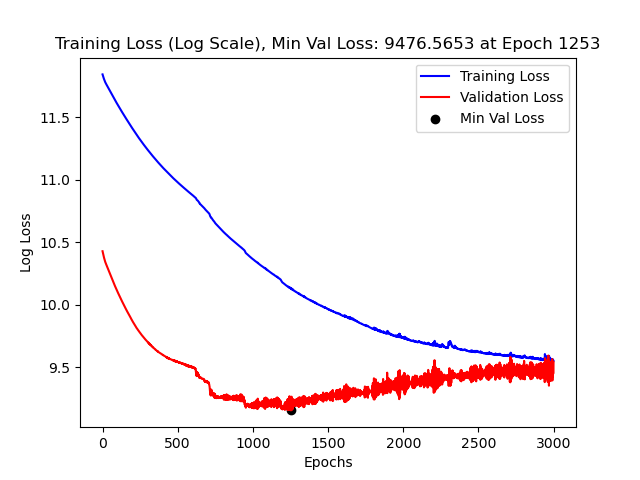 Training Loss (Log Scale), Min Val Loss: 9476.5653 at Epoch 1253
Training Loss
Validation Loss
Min Val Loss
Log Loss
11.5
11.0
10.5
10.0
9.5
0 500 1000 1500 2000 2500 3000
Epochs